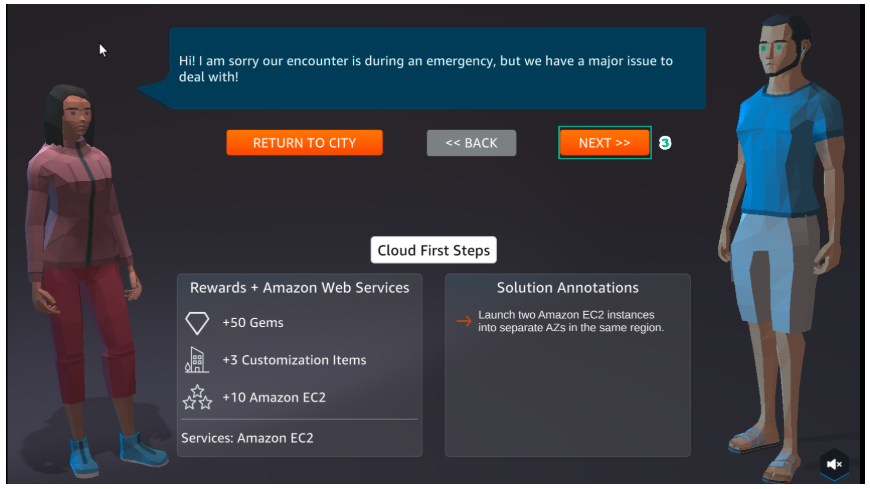 Hi! I am sorry our encounter is during an emergency, but we have a major issue to
deal with!
RETURN TO CITY
<< BACK
NEXT >>
3
Cloud First Steps
Rewards + Amazon Web Services
+50 Gems
+3 Customization Items
+10 Amazon EC2
Services: Amazon EC2
Solution Annotations
→ Launch two Amazon EC2 instances
into separate AZs in the same region.